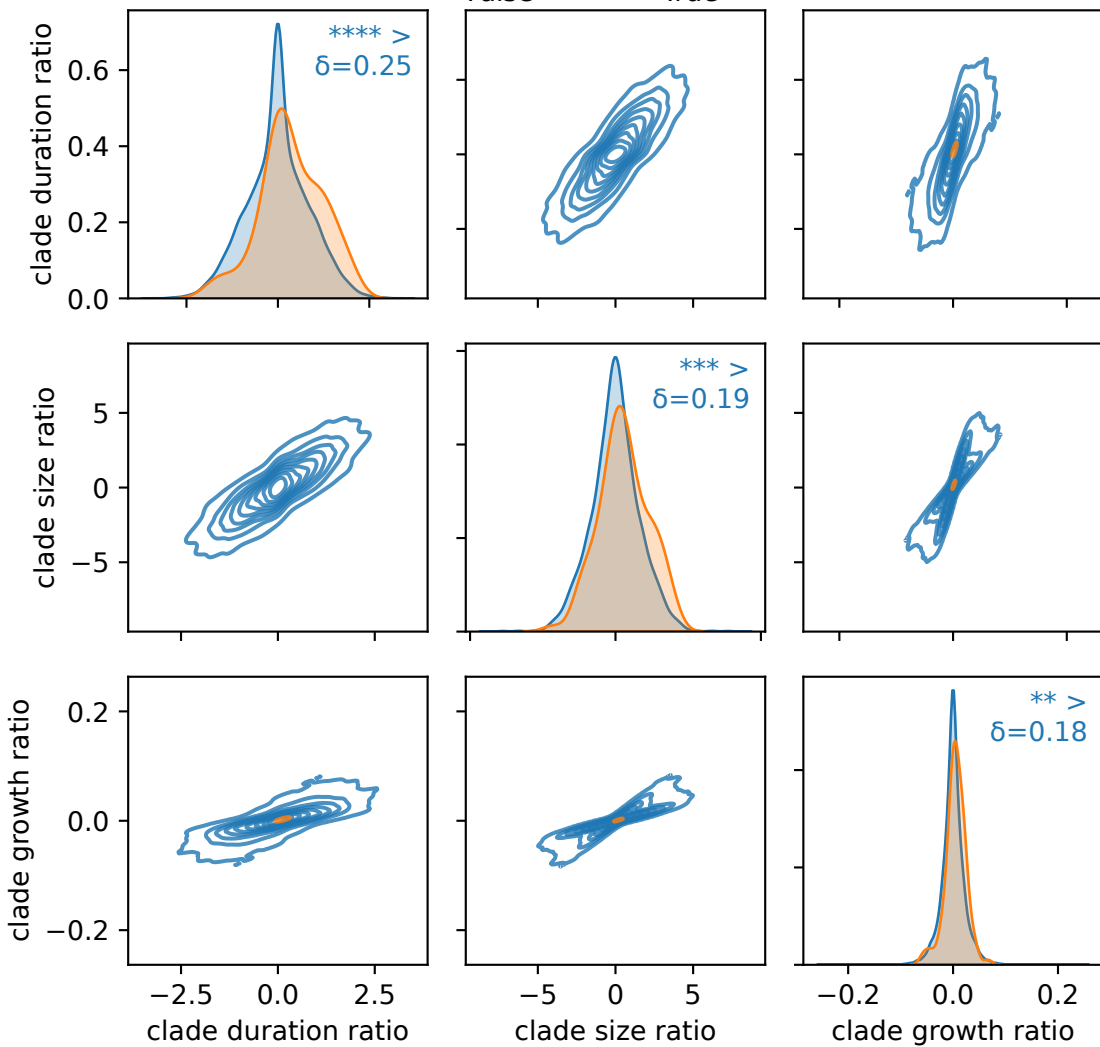 clade duration ratio
0.6
0.4
0.2
0.0
**** >
δ=0.25
clade size ratio
5
0
−5
*** >
δ=0.19
clade growth ratio
0.2
0.0
−0.2
** >
δ=0.18
−2.5 0.0 2.5
−5 0 5
−0.2 0.0 0.2
clade duration ratio
clade size ratio
clade growth ratio